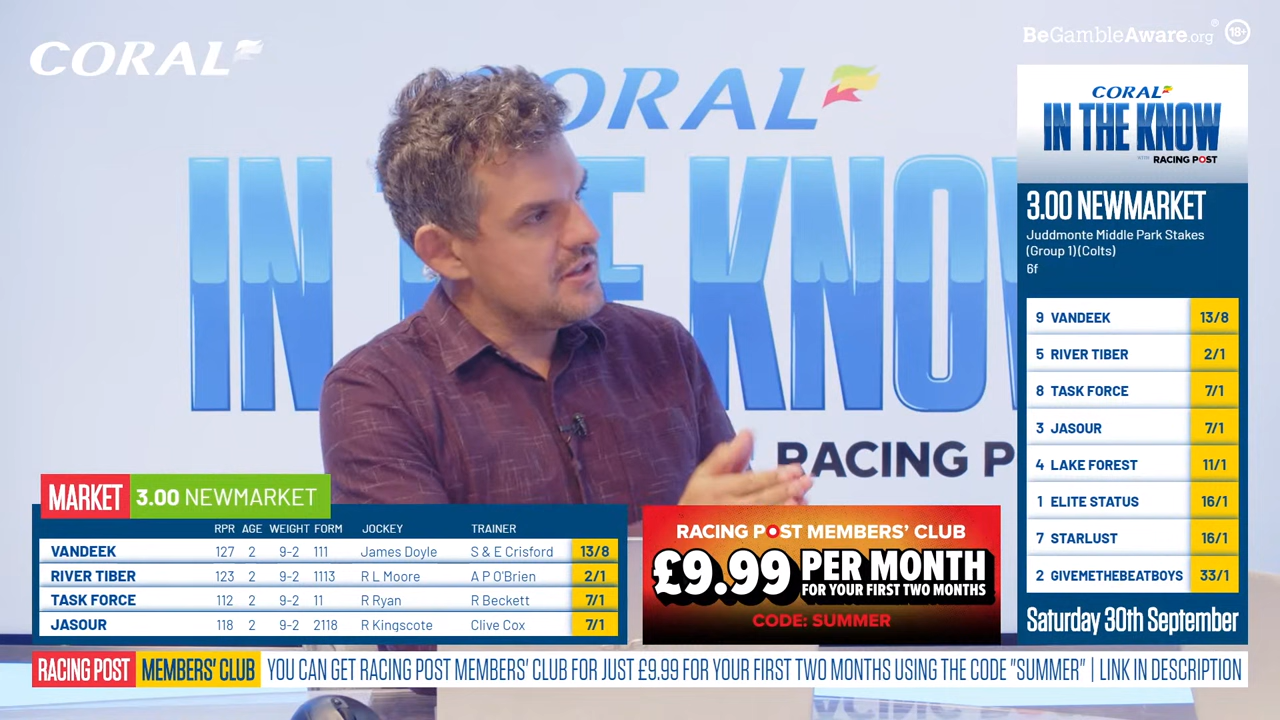 CORAL
BeGambleAware.org® 18+
CORAL
IN THE KNOW
RACING P
CORAL
IN THE KNOW
WITH RACING POST
3.00 NEWMARKET
Juddmonte Middle Park Stakes
(Group 1)(Colts)
6f
9 VANDEEK 13/8
5 RIVER TIBER 2/1
8 TASK FORCE 7/1
3 JASOUR 7/1
4 LAKE FOREST 11/1
1 ELITE STATUS 16/1
7 STARLUST 16/1
2 GIVEMETHEBEATBOYS 33/1
Saturday 30th September
MARKET 3.00 NEWMARKET
RPR AGE WEIGHT FORM JOCKEY TRAINER
VANDEEK 127 2 9-2 111 James Doyle S & E Crisford 13/8
RIVER TIBER 123 2 9-2 1113 R L Moore A P O'Brien 2/1
TASK FORCE 112 2 9-2 11 R Ryan R Beckett 7/1
JASOUR 118 2 9-2 2118 R Kingscote Clive Cox 7/1
RACING POST MEMBERS' CLUB
£9.99 PER MONTH
FOR YOUR FIRST TWO MONTHS
CODE: SUMMER
RACING POST MEMBERS' CLUB YOU CAN GET RACING POST MEMBERS' CLUB FOR JUST £9.99 FOR YOUR FIRST TWO MONTHS USING THE CODE "SUMMER" | LINK IN DESCRIPTION